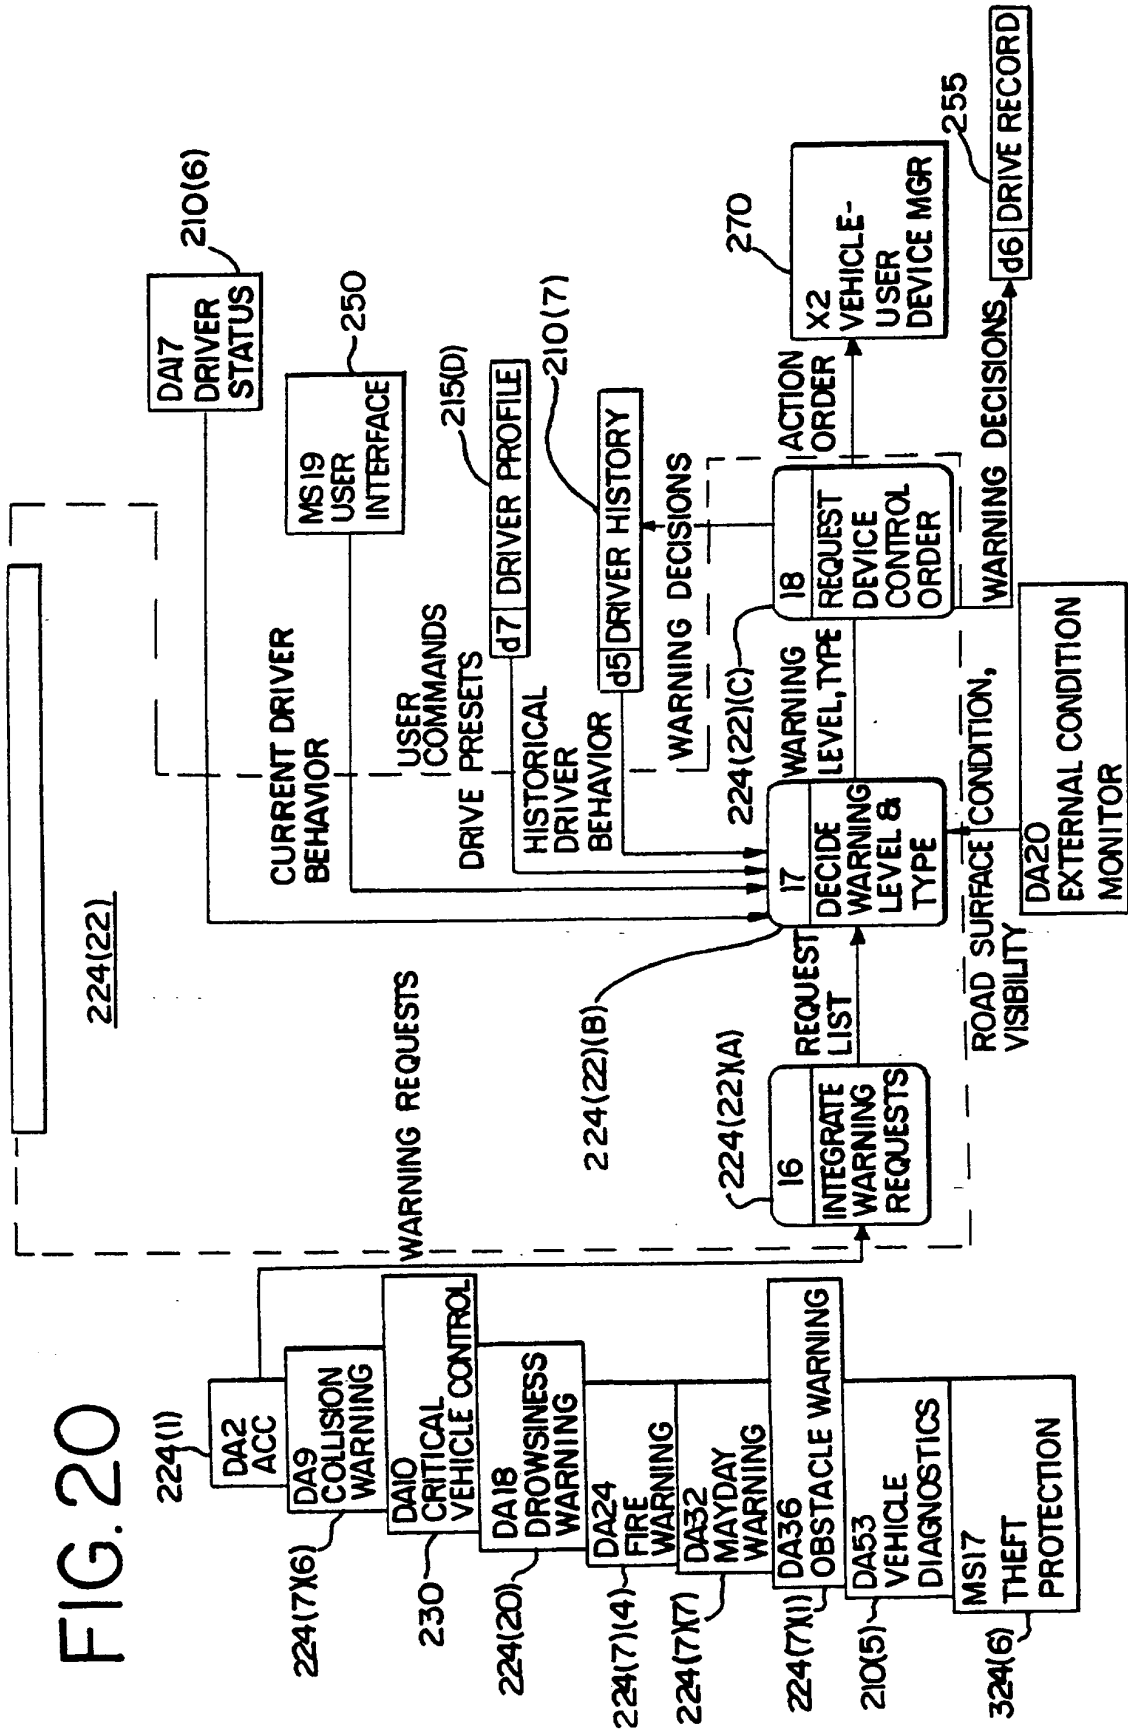 FIG. 20
224(22)
224(1)
DA2
ACC
224(7)(6)
DA9
COLLISION
WARNING
230
DA10
CRITICAL
VEHICLE CONTROL
224(20)
DA18
DROWSINESS
WARNING
224(7)(4)
DA24
FIRE
WARNING
224(7)(7)
DA32
MAYDAY
WARNING
224(7)(1)
DA36
OBSTACLE WARNING
210(5)
DA53
VEHICLE
DIAGNOSTICS
324(6)
MS17
THEFT
PROTECTION
WARNING REQUESTS
224(22)(A)
16
INTEGRATE
WARNING
REQUESTS
REQUEST
LIST
224(22)(B)
17
DECIDE
WARNING
LEVEL &
TYPE
CURRENT DRIVER
BEHAVIOR
USER
COMMANDS
DRIVE PRESETS
HISTORICAL
DRIVER
BEHAVIOR
DA17
DRIVER
STATUS
210(6)
MS19
USER
INTERFACE
250
d7 DRIVER PROFILE
215(D)
d5 DRIVER HISTORY
210(7)
WARNING DECISIONS
WARNING
LEVEL, TYPE
224(22)(C)
18
REQUEST
DEVICE
CONTROL
ORDER
ACTION
ORDER
X2
VEHICLE-
USER
DEVICE MGR
270
WARNING DECISIONS
d6 DRIVE RECORD
255
ROAD SURFACE CONDITION,
VISIBILITY
DA20
EXTERNAL CONDITION
MONITOR